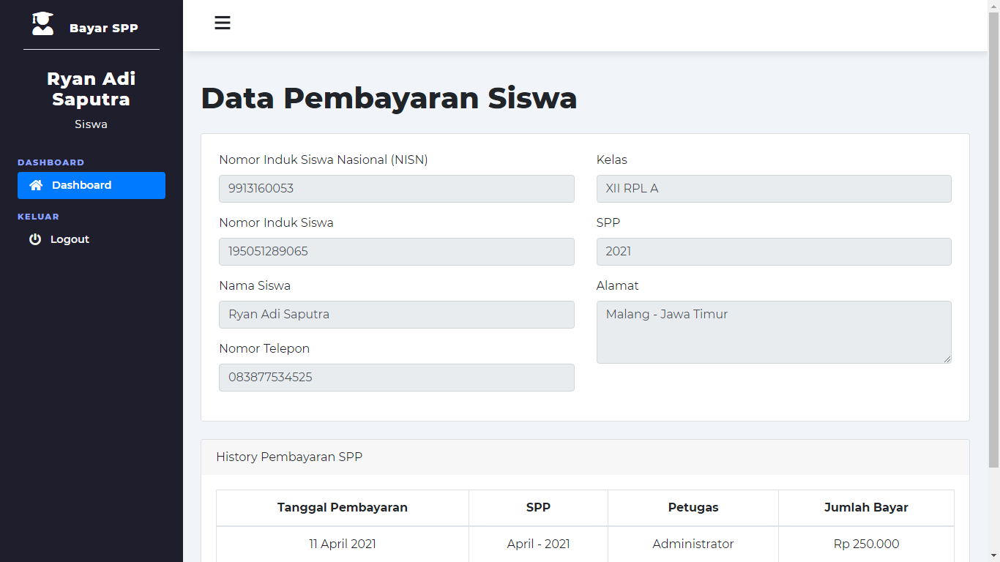 Bayar SPP
Ryan Adi
Saputra
Siswa
DASHBOARD
Dashboard
KELUAR
Logout
Data Pembayaran Siswa
Nomor Induk Siswa Nasional (NISN)
9913160053
Nomor Induk Siswa
195051289065
Nama Siswa
Ryan Adi Saputra
Nomor Telepon
083877534525
Kelas
XII RPL A
SPP
2021
Alamat
Malang - Jawa Timur
History Pembayaran SPP
Tanggal Pembayaran SPP Petugas Jumlah Bayar
11 April 2021 April - 2021 Administrator Rp 250.000